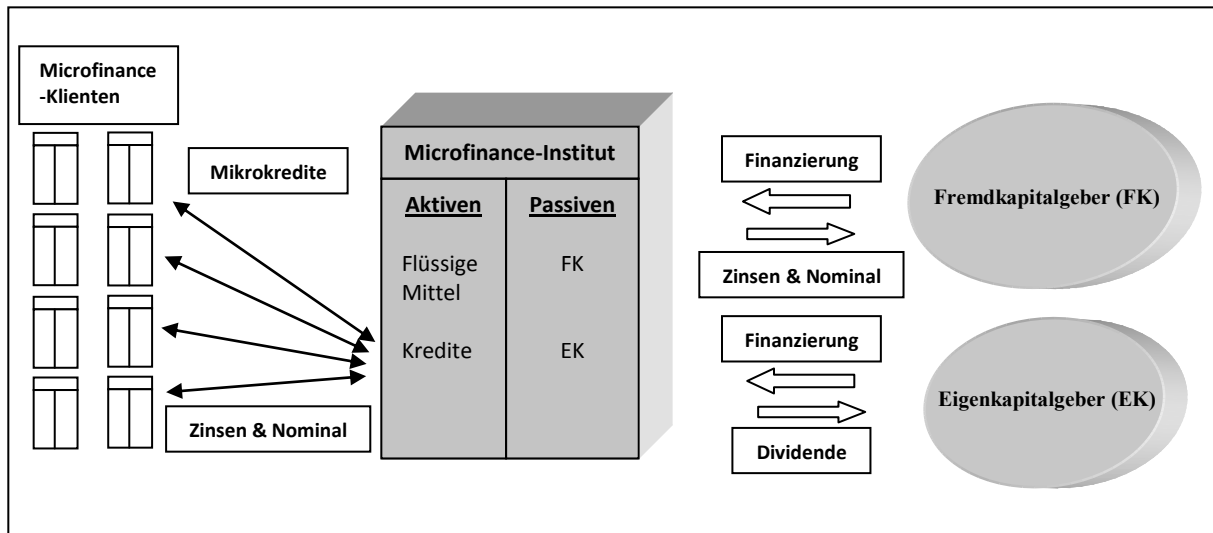 Microfinance
-Klienten
Mikrokredite
Zinsen & Nominal
Microfinance-Institut
Aktiven
Passiven
Flüssige
Mittel
FK
Kredite
EK
Finanzierung
Zinsen & Nominal
Finanzierung
Dividende
Fremdkapitalgeber (FK)
Eigenkapitalgeber (EK)